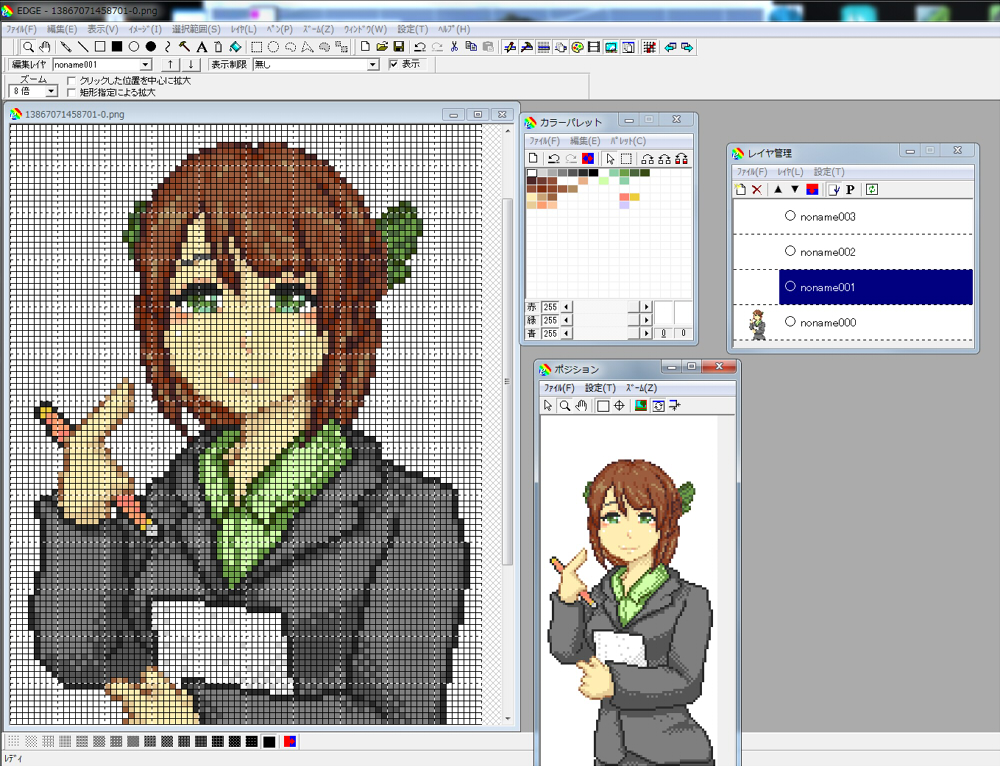 EDGE - 13867071458701-0.png
ファイル(F) 編集(E) 表示(V) イメージ(I) 選択範囲(S) レイヤ(L) ペン(P) ズーム(Z) ウィンドウ(W) 設定(T) ヘルプ(H)
編集レイヤ noname001 ↑ ↓ 表示制限 無し 表示
ズーム
8 倍
クリックした位置を中心に拡大
矩形指定による拡大
13867071458701-0.png
カラーパレット
ファイル(F) 編集(E) パレット(C)
赤 255
緑 255
青 255 0 0
レイヤ管理
ファイル(F) レイヤ(L) 設定(T)
P
noname003
noname002
noname001
noname000
ポジション
ファイル(F) 設定(T) ズーム(Z)
レディ